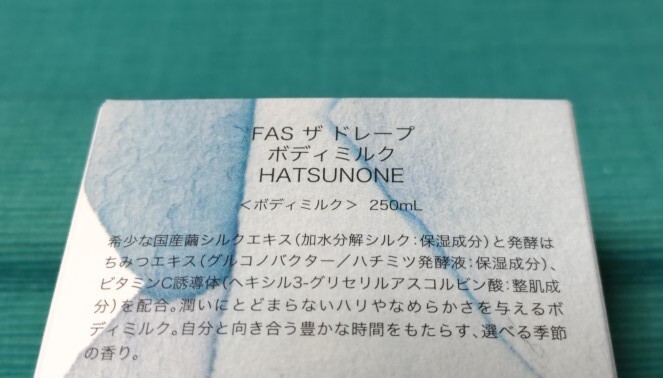 FAS ザ ドレープ
ボディミルク
HATSUNONE
＜ボディミルク＞ 250mL
希少な国産繭シルクエキス(加水分解シルク:保湿成分)と発酵は
ちみつエキス(グルコノバクター/ハチミツ発酵液:保湿成分)、
ビタミンC誘導体(ヘキシル3-グリセリルアスコルビン酸:整肌成
分)を配合。潤いにとどまらないハリやなめらかさを与えるボ
ディミルク。自分と向き合う豊かな時間をもたらす、選べる季節
の香り。